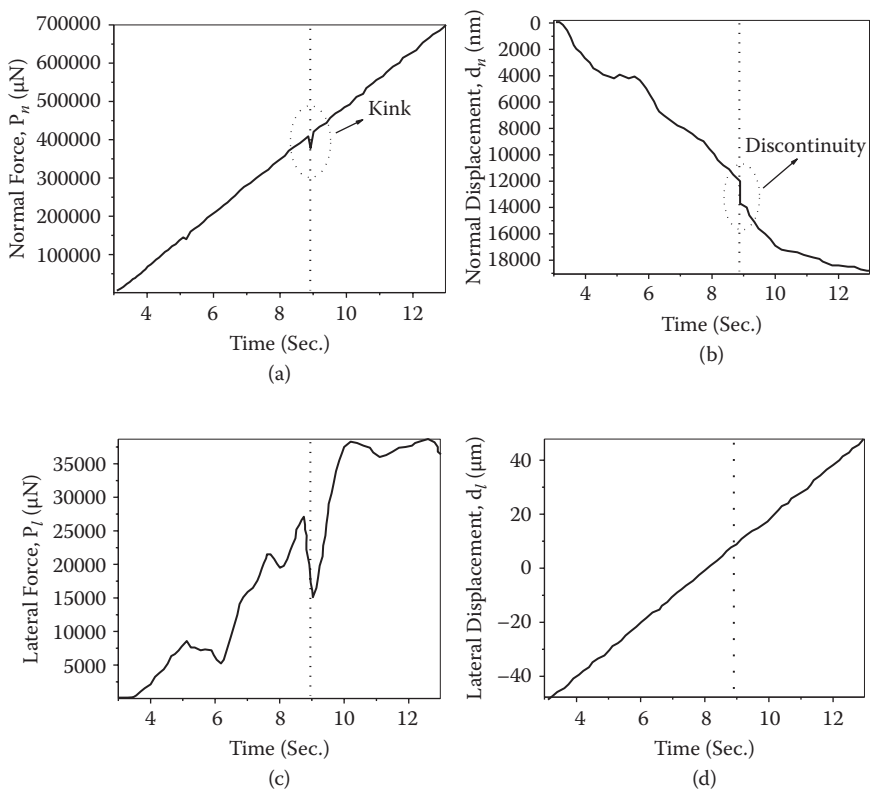 Normal Force, Pₙ (μN)
700000
600000
500000
400000
300000
200000
100000
Kink
4 6 8 10 12
Time (Sec.)
(a)
Normal Displacement, dₙ (nm)
0
2000
4000
6000
8000
10000
12000
14000
16000
18000
Discontinuity
4 6 8 10 12
Time (Sec.)
(b)
Lateral Force, Pₗ (μN)
35000
30000
25000
20000
15000
10000
5000
4 6 8 10 12
Time (Sec.)
(c)
Lateral Displacement, dₗ (μm)
40
20
0
−20
−40
4 6 8 10 12
Time (Sec.)
(d)